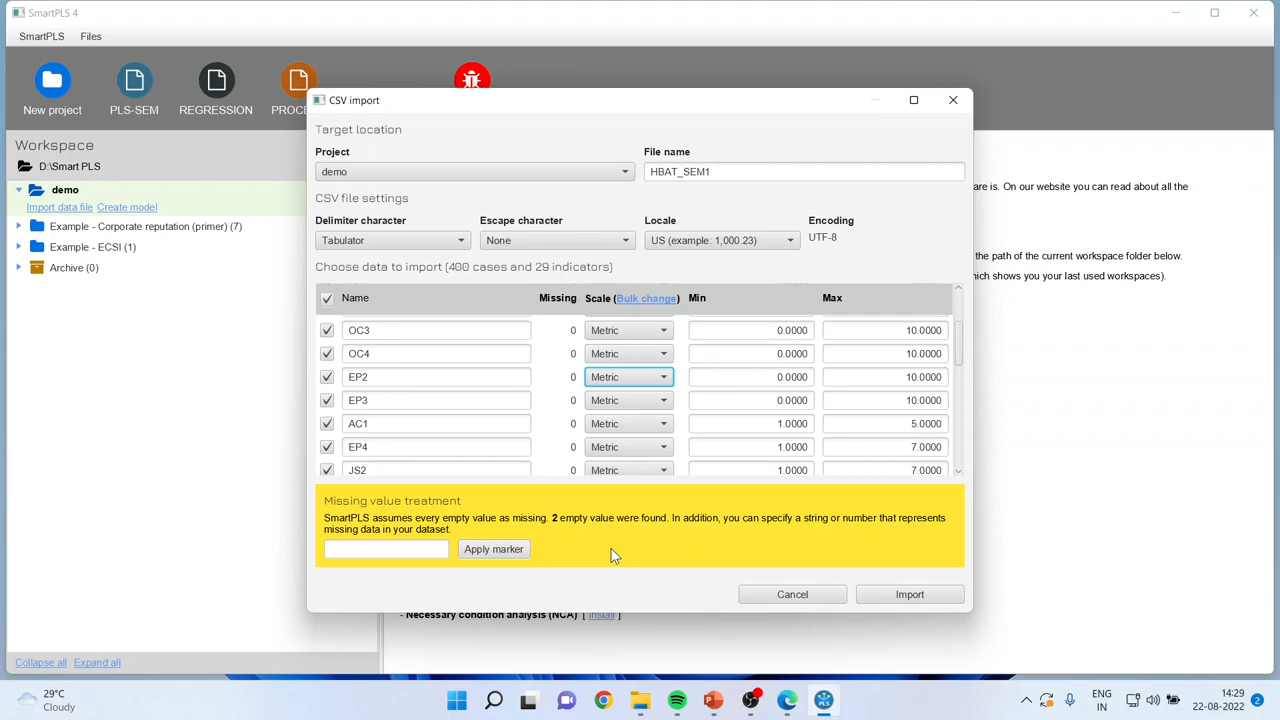 SmartPLS 4
SmartPLS Files
New project PLS-SEM REGRESSION PROCE
Workspace
D:\Smart PLS
demo
Import data file Create model
Example - Corporate reputation (primer) (7)
Example - ECSI (1)
Archive (0)
Collapse all Expand all
CSV import
Target location
Project File name
demo HBAT_SEM1
CSV file settings
Delimiter character Escape character Locale Encoding
Tabulator None US (example: 1,000.23) UTF-8
Choose data to import (400 cases and 29 indicators)
Name Missing Scale (Bulk change) Min Max
OC3 0 Metric 0.0000 10.0000
OC4 0 Metric 0.0000 10.0000
EP2 0 Metric 0.0000 10.0000
EP3 0 Metric 0.0000 10.0000
AC1 0 Metric 1.0000 5.0000
EP4 0 Metric 1.0000 7.0000
JS2 0 Metric 1.0000 7.0000
Missing value treatment
SmartPLS assumes every empty value as missing. 2 empty value were found. In addition, you can specify a string or number that represents
missing data in your dataset.
Apply marker
Cancel Import
are is. On our website you can read about all the
the path of the current workspace folder below.
hich shows you your last used workspaces).
- Necessary condition analysis (NCA) [ Install ]
29°C
Cloudy
PLS
ENG
IN
14:29
22-08-2022
2